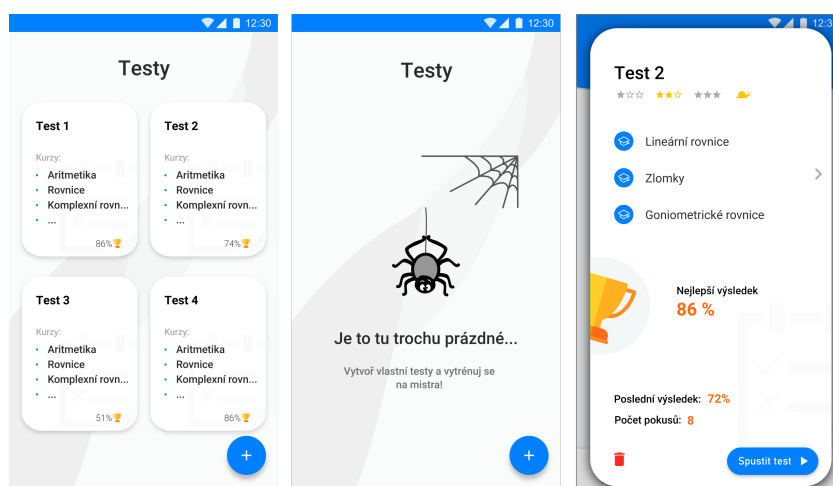 12:30
Testy
Test 1
Kurzy:
Aritmetika
Rovnice
Komplexní rovn...
...
86%
Test 2
Kurzy:
Aritmetika
Rovnice
Komplexní rovn...
...
74%
Test 3
Kurzy:
Aritmetika
Rovnice
Komplexní rovn...
...
51%
Test 4
Kurzy:
Aritmetika
Rovnice
Komplexní rovn...
...
86%
+
12:30
Testy
Je to tu trochu prázdné...
Vytvoř vlastní testy a vytrénuj se
na mistra!
+
12:3
Test 2
Lineární rovnice
Zlomky
Goniometrické rovnice
Nejlepší výsledek
86 %
Poslední výsledek: 72%
Počet pokusů: 8
Spustit test